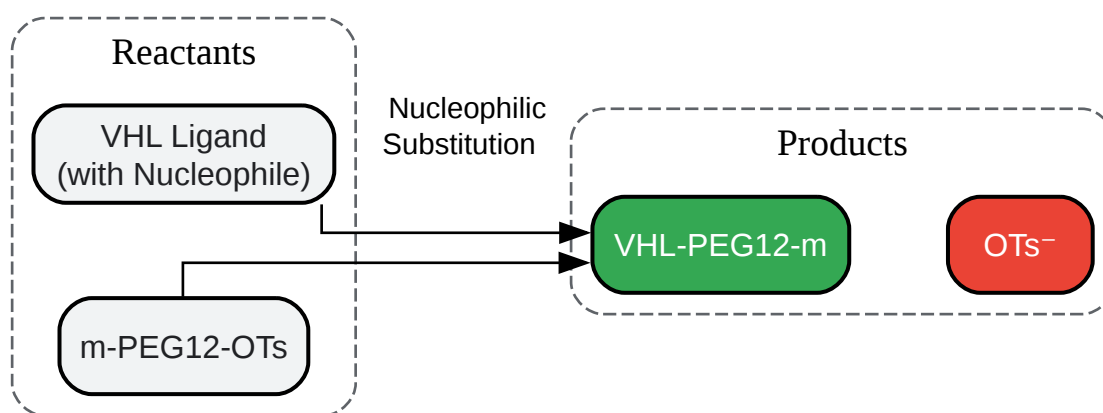 Reactants
VHL Ligand
(with Nucleophile)
m-PEG12-OTs
Nucleophilic
Substitution
Products
VHL-PEG12-m
OTs⁻